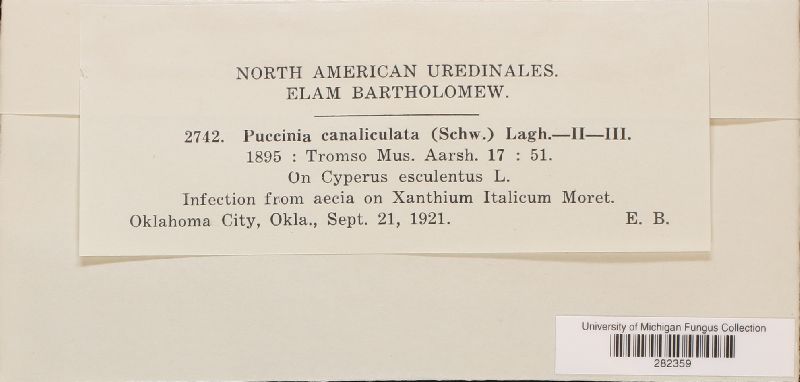 NORTH AMERICAN UREDINALES.
ELAM BARTHOLOMEW.
2742. Puccinia canaliculata (Schw.) Lagh.—II—III.
1895 : Tromso Mus. Aarsh. 17 : 51.
On Cyperus esculentus L.
Infection from aecia on Xanthium Italicum Moret.
Oklahoma City, Okla., Sept. 21, 1921. E. B.
University of Michigan Fungus Collection
282359